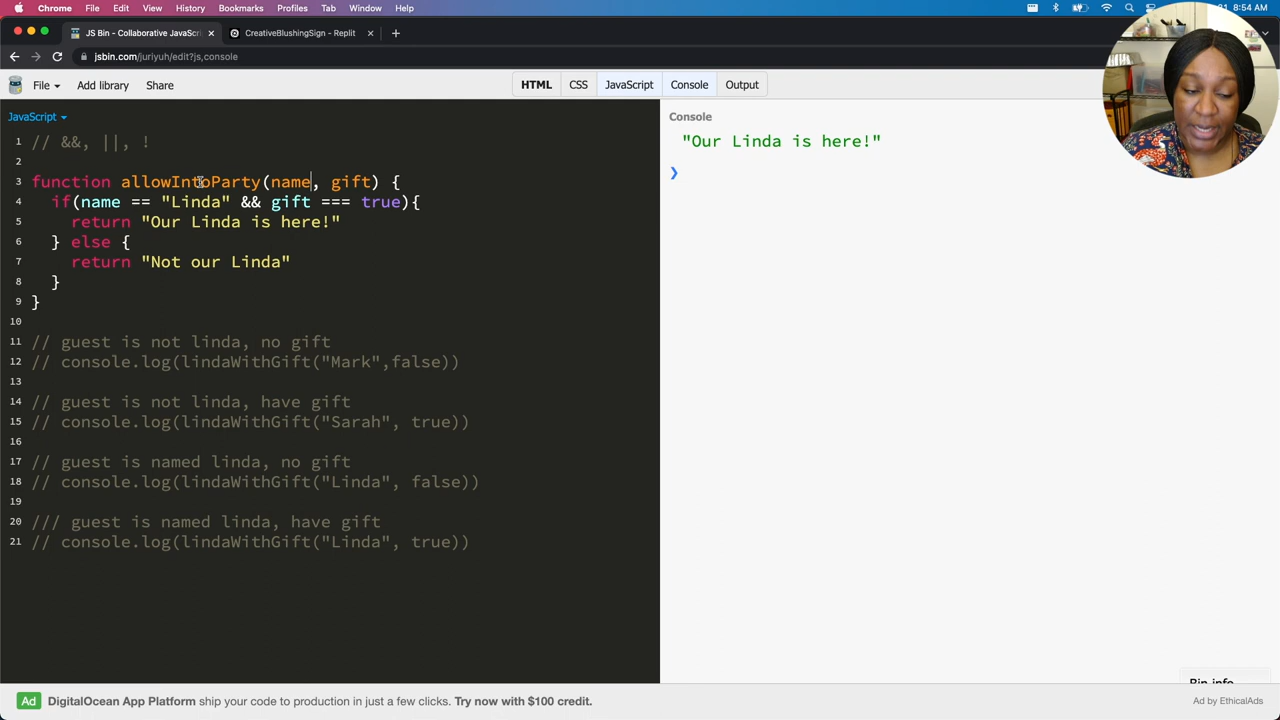 Chrome File Edit View History Bookmarks Profiles Tab Window Help
8:54 AM
JS Bin - Collaborative JavaScri
CreativeBlushingSign - Replit
jsbin.com/juriyuh/edit?js,console
File Add library Share
HTML CSS JavaScript Console Output
JavaScript
1 // &&, ||, !
2
3 function allowIntoParty(name, gift) {
4 if(name == "Linda" && gift === true){
5 return "Our Linda is here!"
6 } else {
7 return "Not our Linda"
8 }
9 }
10
11 // guest is not linda, no gift
12 // console.log(lindaWithGift("Mark",false))
13
14 // guest is not linda, have gift
15 // console.log(lindaWithGift("Sarah", true))
16
17 // guest is named linda, no gift
18 // console.log(lindaWithGift("Linda", false))
19
20 /// guest is named linda, have gift
21 // console.log(lindaWithGift("Linda", true))
Console
"Our Linda is here!"
❯
Bin info
Ad DigitalOcean App Platform ship your code to production in just a few clicks. Try now with $100 credit.
Ad by EthicalAds